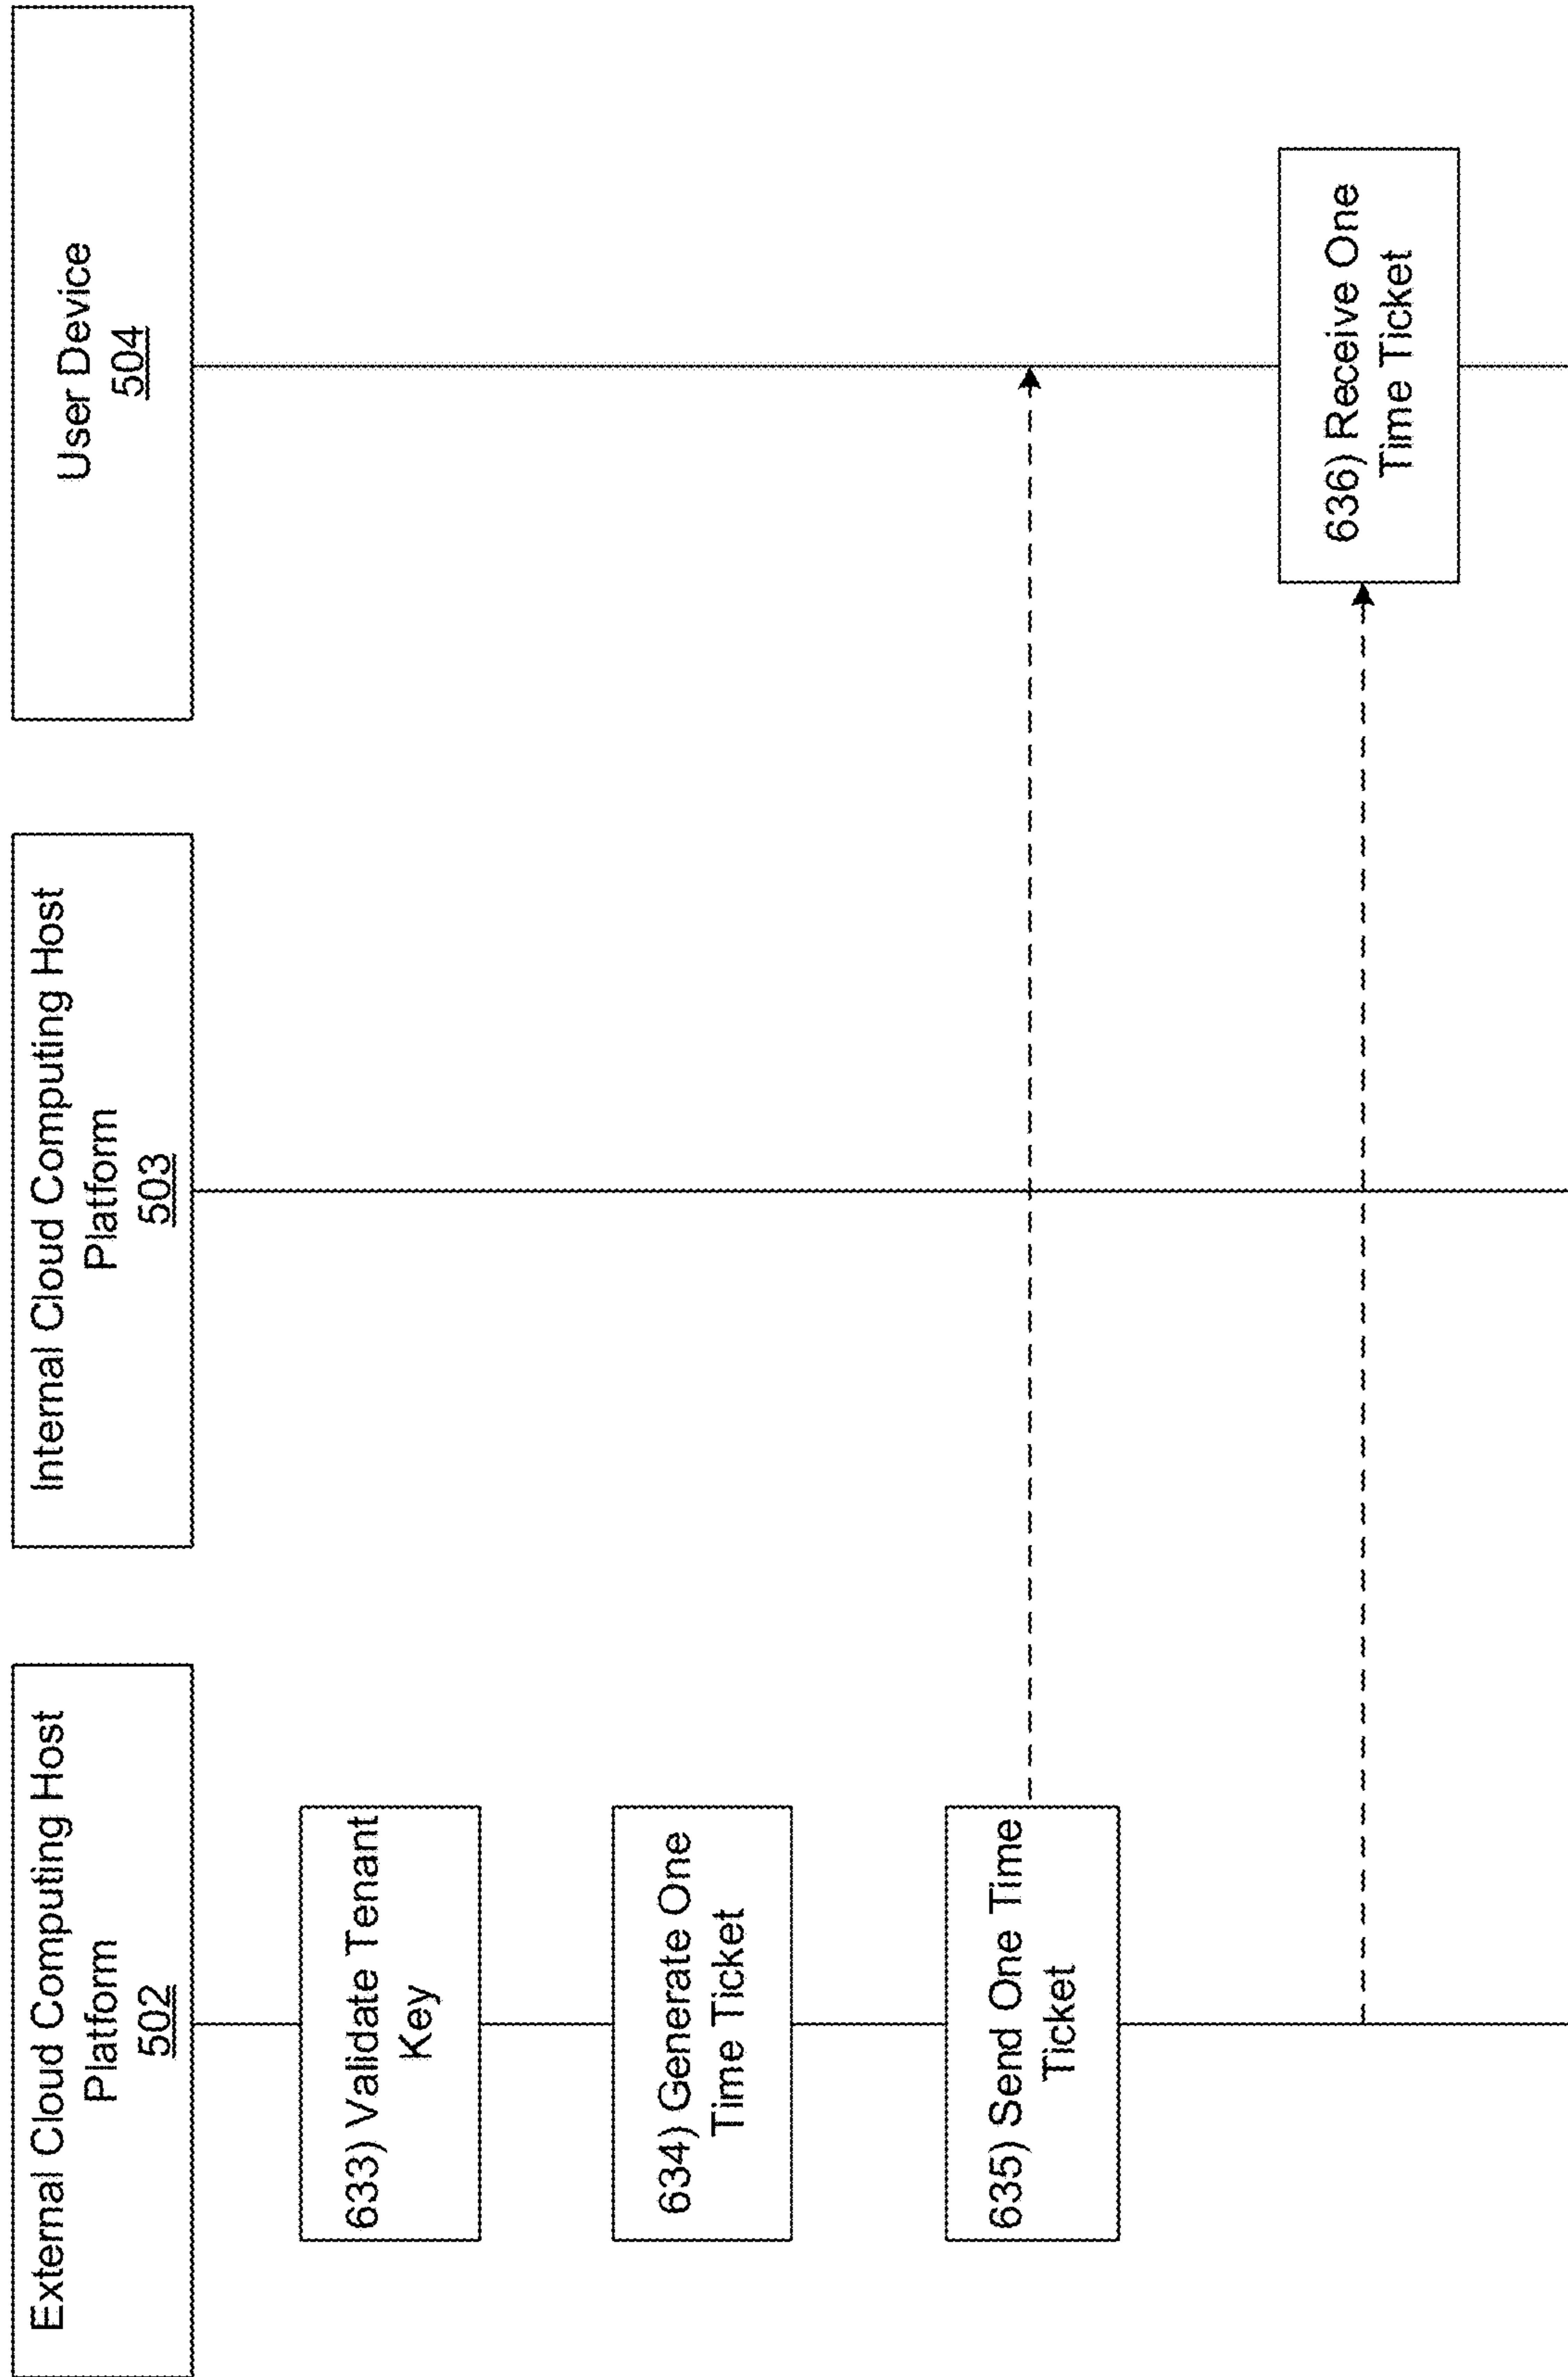 External Cloud Computing Host
Platform
502
Internal Cloud Computing Host
Platform
503
User Device
504
633) Validate Tenant
Key
634) Generate One
Time Ticket
635) Send One Time
Ticket
636) Receive One
Time Ticket